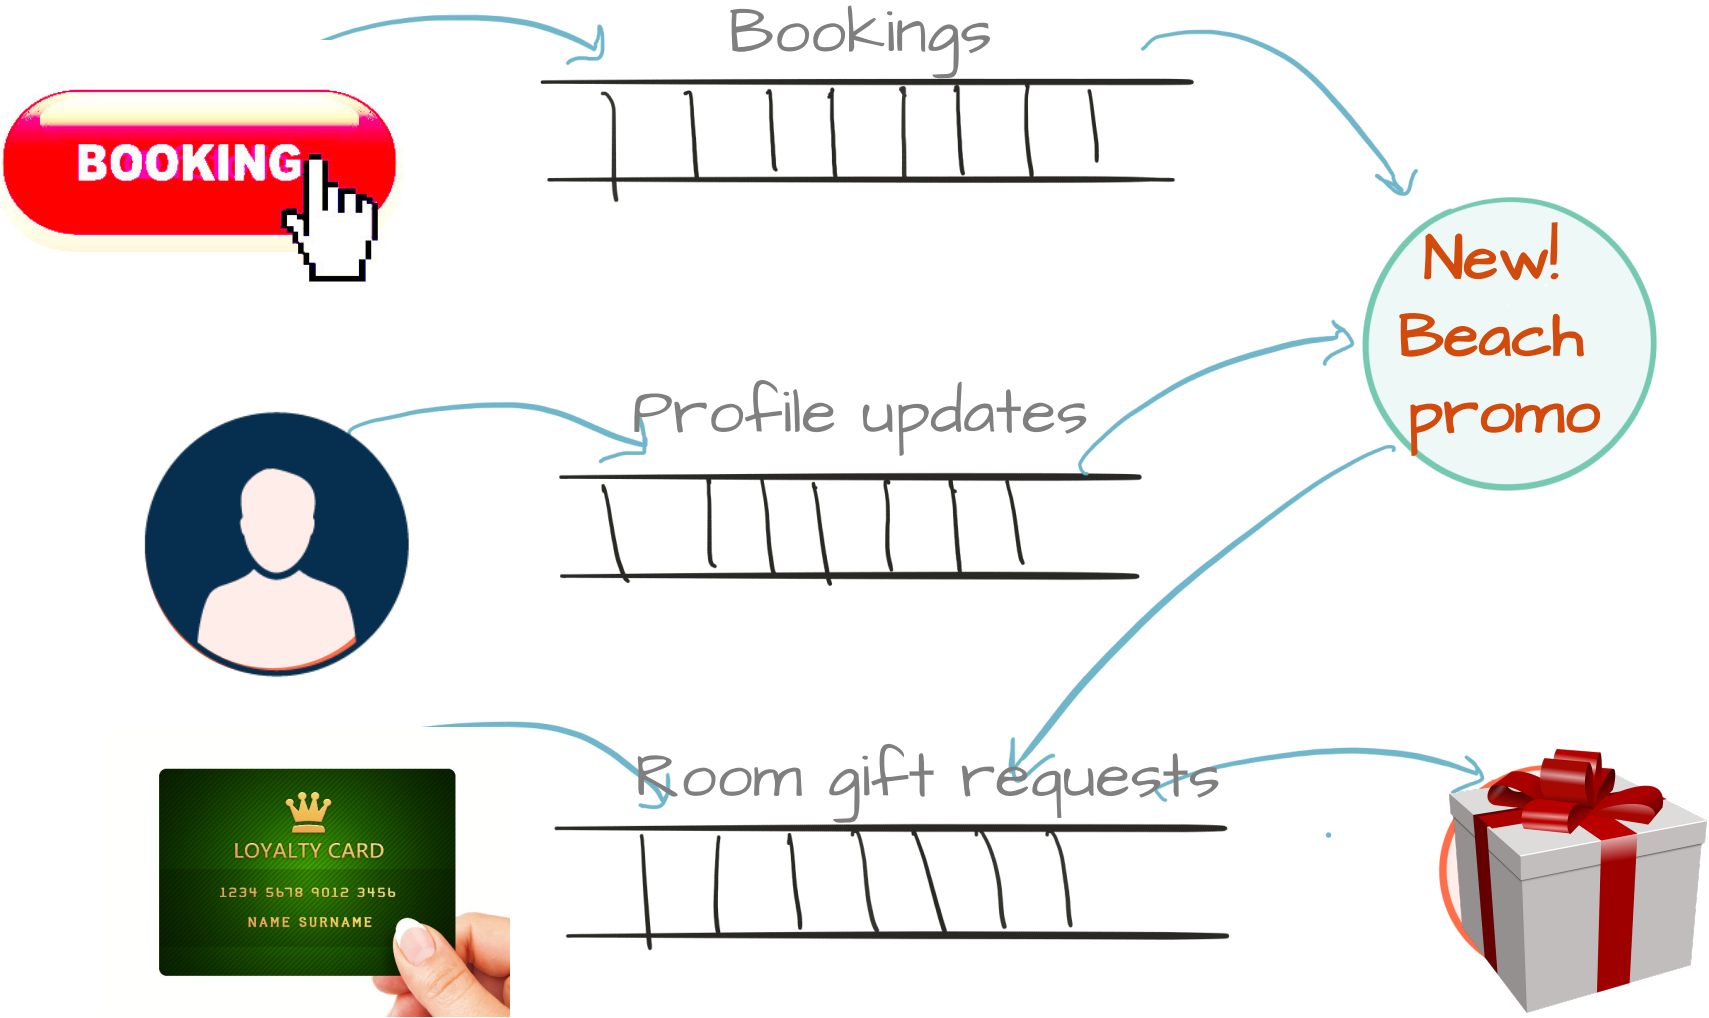 Bookings
BOOKING
New!
Beach
promo
Profile updates
Room gift requests
LOYALTY CARD
1234 5678 9012 3456
NAME SURNAME